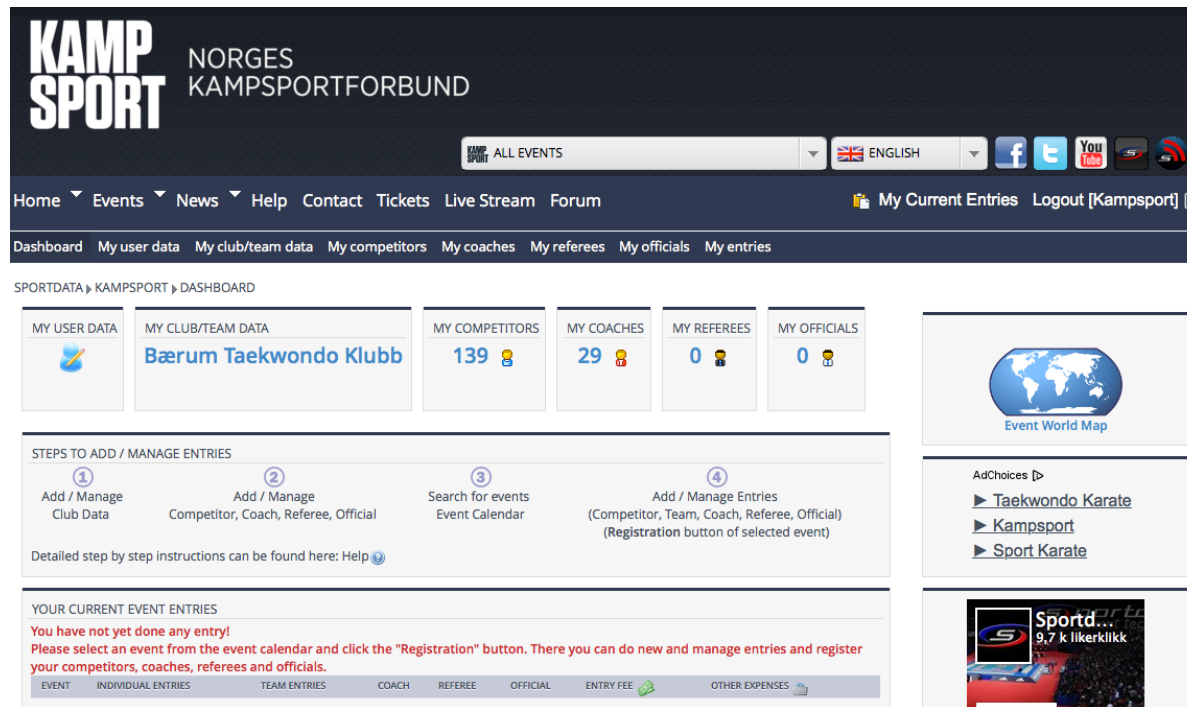 KAMP
SPORT
NORGES
KAMPSPORTFORBUND
KAMP SPORT ALL EVENTS
ENGLISH
You Tube
Home Events News Help Contact Tickets Live Stream Forum
My Current Entries Logout [Kampsport] [
Dashboard My user data My club/team data My competitors My coaches My referees My officials My entries
SPORTDATA KAMPSPORT DASHBOARD
MY USER DATA
MY CLUB/TEAM DATA
Bærum Taekwondo Klubb
MY COMPETITORS
139
MY COACHES
29
MY REFEREES
0
MY OFFICIALS
0
Event World Map
STEPS TO ADD / MANAGE ENTRIES
1
Add / Manage
Club Data
2
Add / Manage
Competitor, Coach, Referee, Official
3
Search for events
Event Calendar
4
Add / Manage Entries
(Competitor, Team, Coach, Referee, Official)
(Registration button of selected event)
Detailed step by step instructions can be found here: Help
AdChoices
Taekwondo Karate
Kampsport
Sport Karate
YOUR CURRENT EVENT ENTRIES
You have not yet done any entry!
Please select an event from the event calendar and click the "Registration" button. There you can do new and manage entries and register
your competitors, coaches, referees and officials.
EVENT INDIVIDUAL ENTRIES TEAM ENTRIES COACH REFEREE OFFICIAL ENTRY FEE OTHER EXPENSES
Sportd...
9,7 k likerklikk